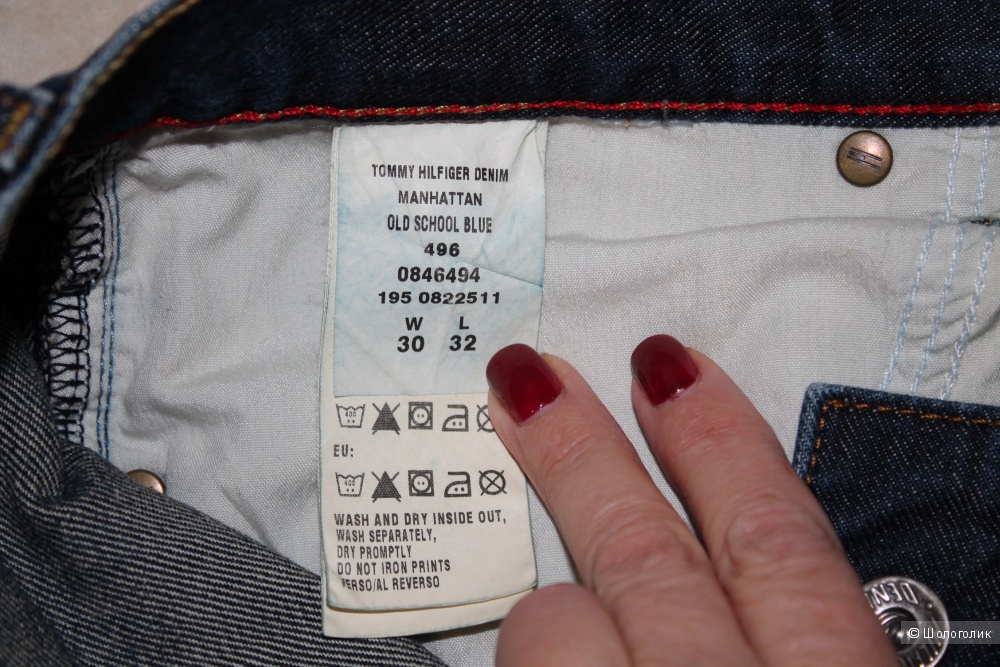 TOMMY HILFIGER DENIM
MANHATTAN
OLD SCHOOL BLUE
496
0846494
195 0822511
W L
30 32
EU:
WASH AND DRY INSIDE OUT,
WASH SEPARATELY,
DRY PROMPTLY
DO NOT IRON PRINTS
VERSO/AL REVERSO
DENI
© Шопоголик